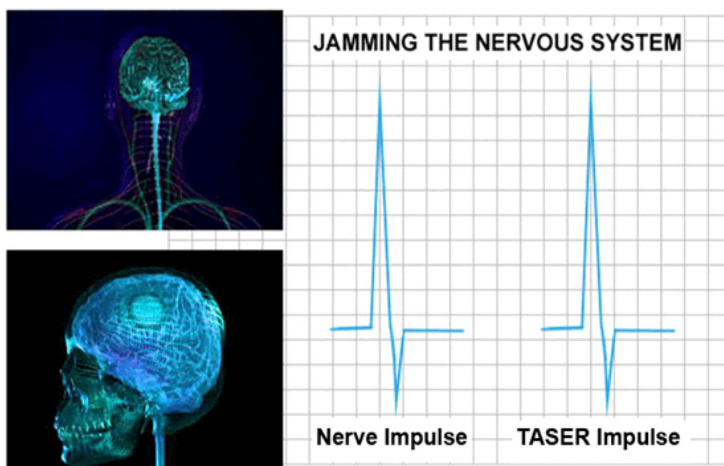 JAMMING THE NERVOUS SYSTEM
Nerve Impulse
TASER Impulse